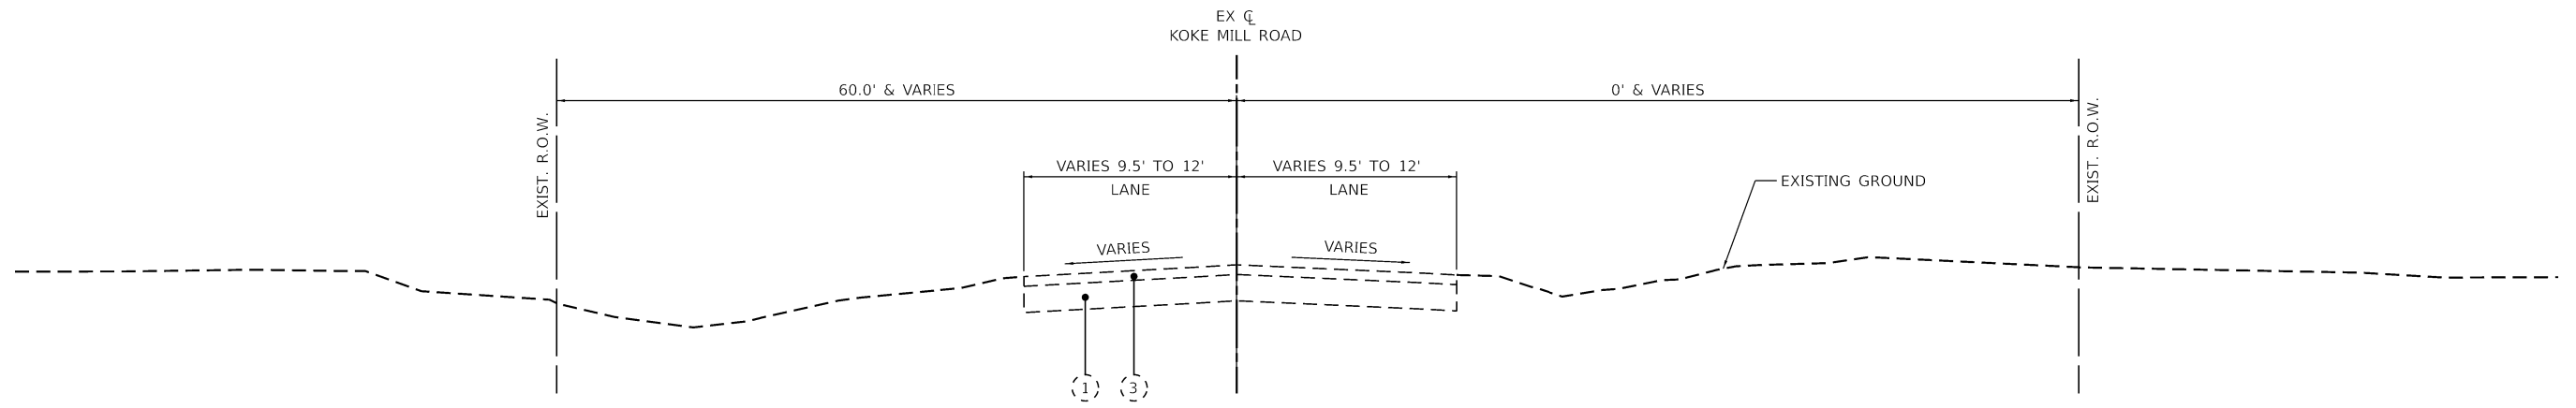 EX ℄
KOKE MILL ROAD
60.0' & VARIES
0' & VARIES
EXIST. R.O.W.
EXIST. R.O.W.
VARIES 9.5' TO 12'
LANE
VARIES 9.5' TO 12'
LANE
EXISTING GROUND
VARIES
VARIES
1
3